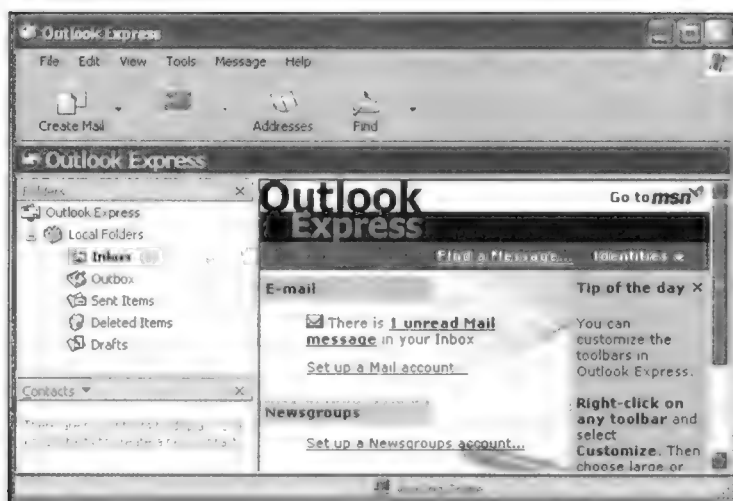 Outlook Express
File Edit View Tools Message Help
Create Mail Addresses Find
Outlook Express
Folders
Outlook Express
Local Folders
Inbox
Outbox
Sent Items
Deleted Items
Drafts
Contacts
Outlook
Express
Go to msn
Find a Message... Identities
E-mail
There is 1 unread Mail
message in your Inbox
Set up a Mail account...
Newsgroups
Set up a Newsgroups account...
Tip of the day
You can
customize the
toolbars in
Outlook Express.
Right-click on
any toolbar and
select
Customize. Then
choose large or